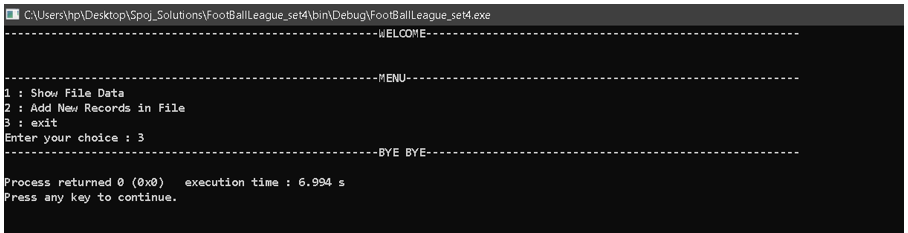 C:\Users\hp\Desktop\Spoj_Solutions\FootBallLeague_set4\bin\Debug\FootBallLeague_set4.exe
--------------------------------------------------------WELCOME--------------------------------------------------------
--------------------------------------------------------MENU-----------------------------------------------------------
1 : Show File Data
2 : Add New Records in File
3 : exit
Enter your choice : 3
--------------------------------------------------------BYE BYE--------------------------------------------------------
Process returned 0 (0x0)   execution time : 6.994 s
Press any key to continue.